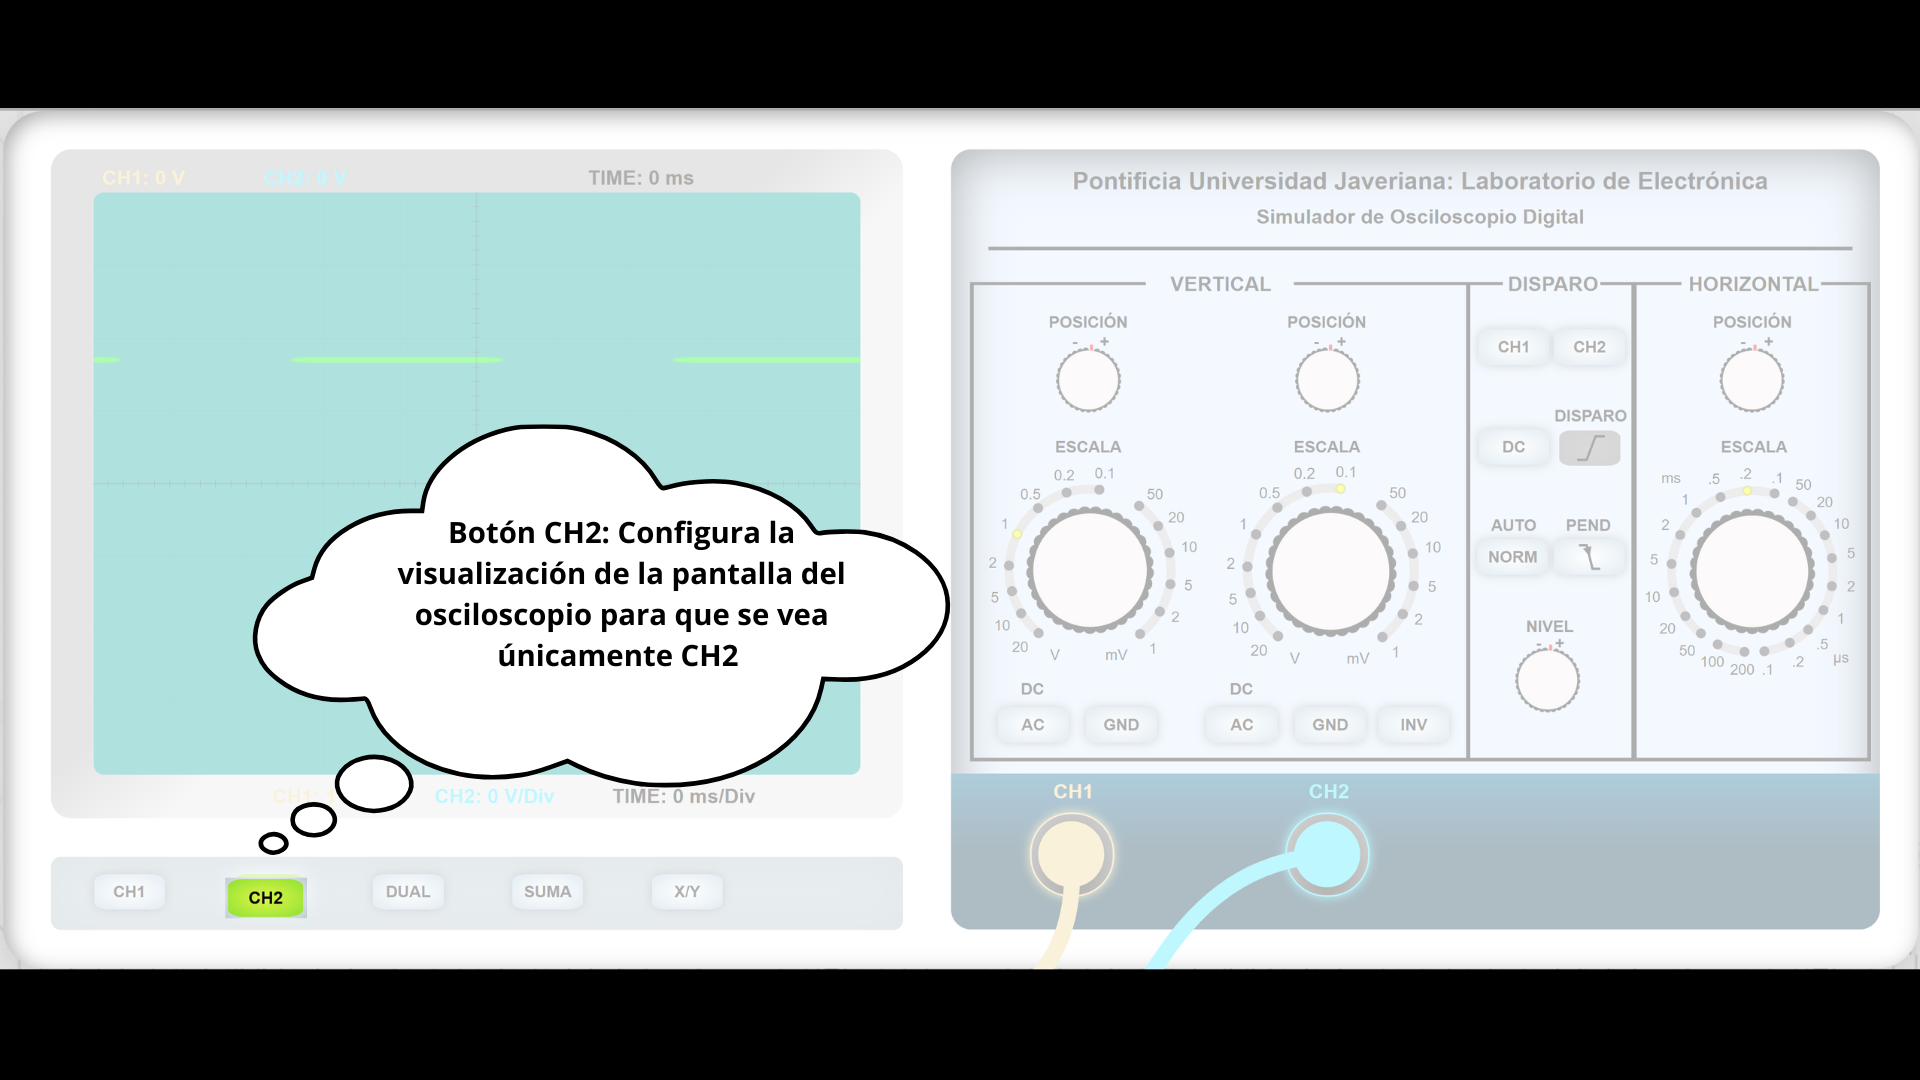 CH1: 0 V CH2: 0 V TIME: 0 ms
Botón CH2: Configura la
visualización de la pantalla del
osciloscopio para que se vea
únicamente CH2
CH2: 0 V/Div TIME: 0 ms/Div
CH1 CH2 DUAL SUMA X/Y
Pontificia Universidad Javeriana: Laboratorio de Electrónica
Simulador de Osciloscopio Digital
VERTICAL
POSICIÓN
- +
ESCALA
0.1
0.2
0.5
1
2
5
10
20
V
50
20
10
5
2
1
mV
DC
AC GND
POSICIÓN
- +
ESCALA
0.1
0.2
0.5
1
2
5
10
20
V
50
20
10
5
2
1
mV
DC
AC GND INV
DISPARO
CH1 CH2
DISPARO
DC
AUTO PEND
NORM
NIVEL
- +
HORIZONTAL
POSICIÓN
- +
ESCALA
ms
.1
.2
.5
1
2
5
10
20
50
100
200
50
20
10
5
2
1
.5
.2
.1
µs
CH1 CH2